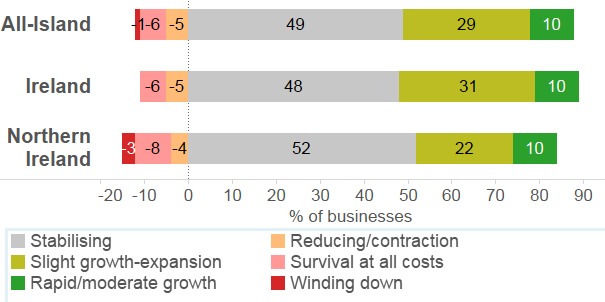 All-Island -1 -6 -5 49 29 10
Ireland -6 -5 48 31 10
Northern
Ireland -3 -8 -4 52 22 10
-20 -10 0 10 20 30 40 50 60 70 80 90
% of businesses
Stabilising Reducing/contraction
Slight growth-expansion Survival at all costs
Rapid/moderate growth Winding down